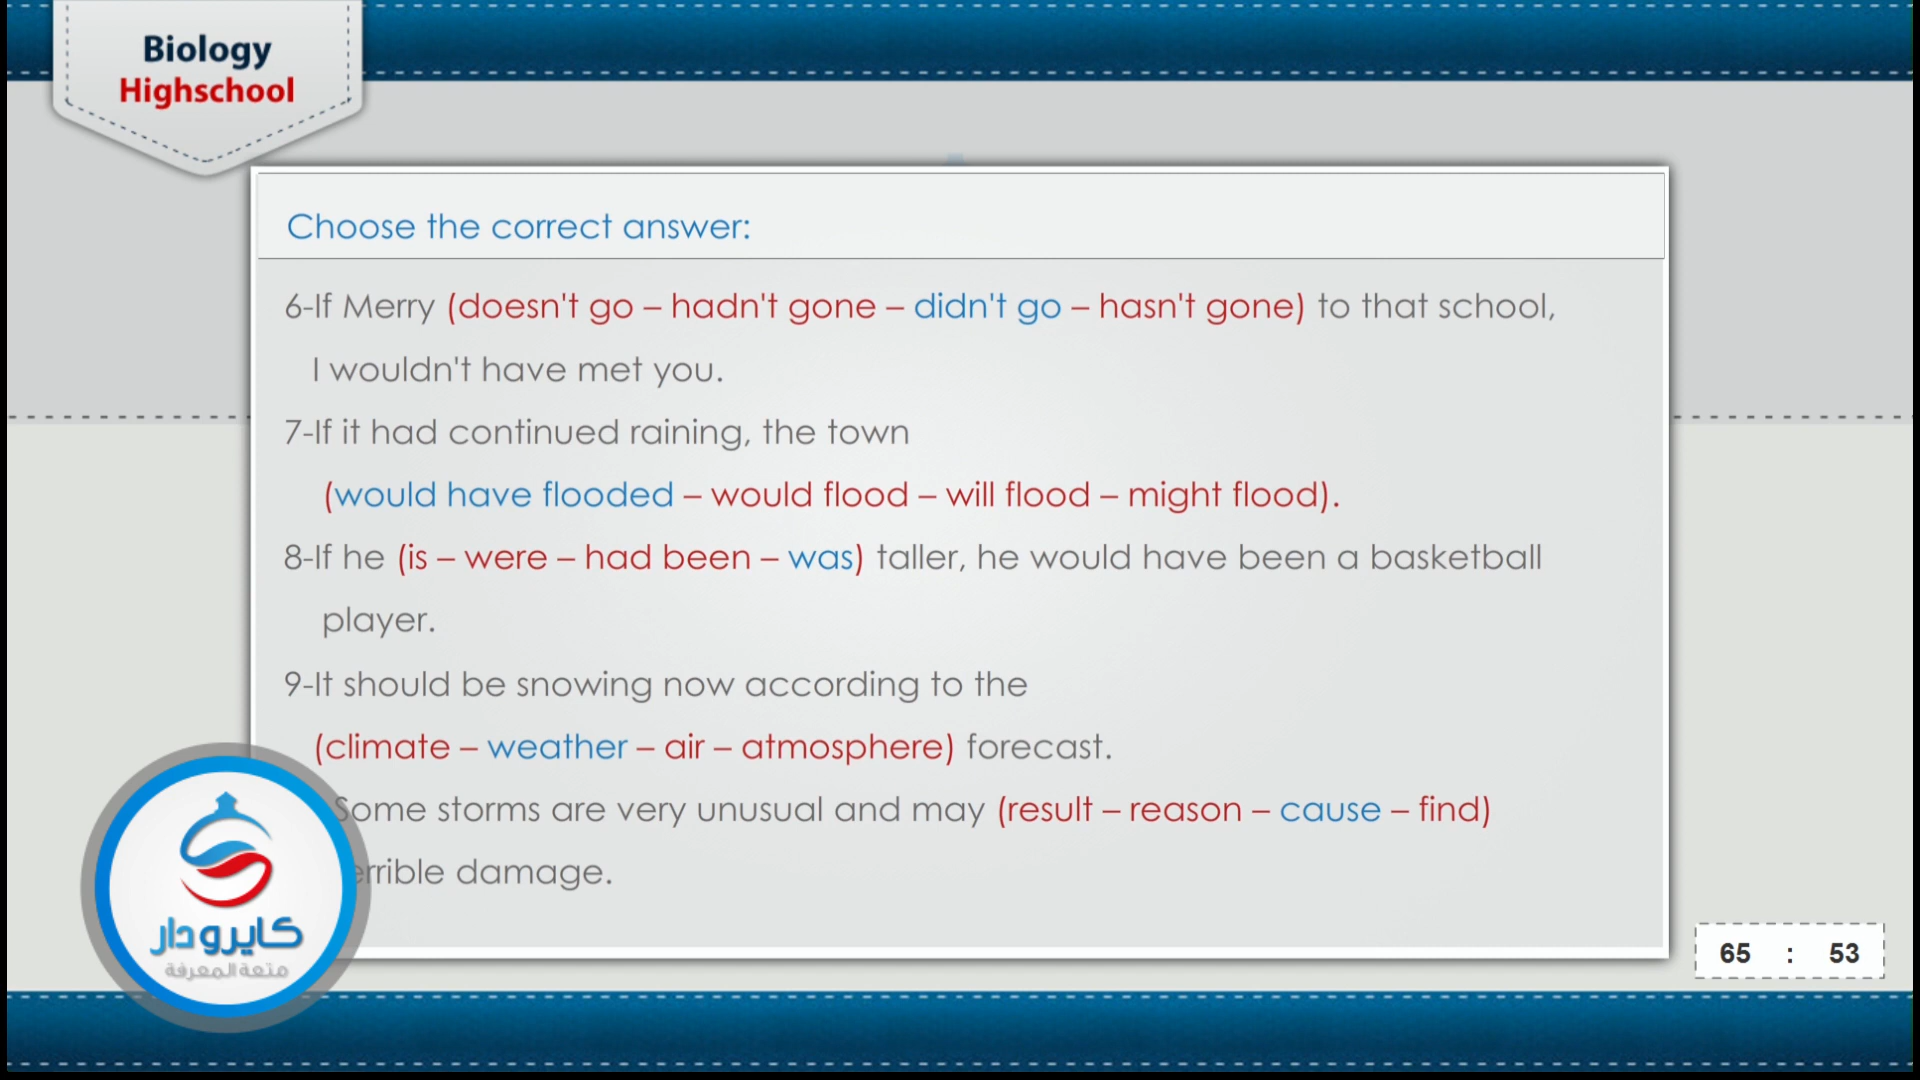 Biology
Highschool
Choose the correct answer:
6-If Merry (doesn't go – hadn't gone – didn't go – hasn't gone) to that school,
I wouldn't have met you.
7-If it had continued raining, the town
(would have flooded – would flood – will flood – might flood).
8-If he (is – were – had been – was) taller, he would have been a basketball
player.
9-It should be snowing now according to the
(climate – weather – air – atmosphere) forecast.
Some storms are very unusual and may (result – reason – cause – find)
errible damage.
كايرودار
متعة المعرفة
65 : 53